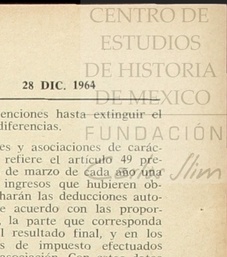 CENTRO DE
ESTUDIOS
DE HISTORIA
28 DIC. 1964
DE MEXICO
enciones hasta extinguir el
diferencias.
FUNDACIÓN
es y asociaciones de carác-
refiere el artículo 49 pre-
de marzo de cada año una
ingresos que hubieren ob-
harán las deducciones auto-
e acuerdo con las propor-
, la parte que corresponda
l resultado final, y en los
s de impuesto efectuados
Carlos Slim